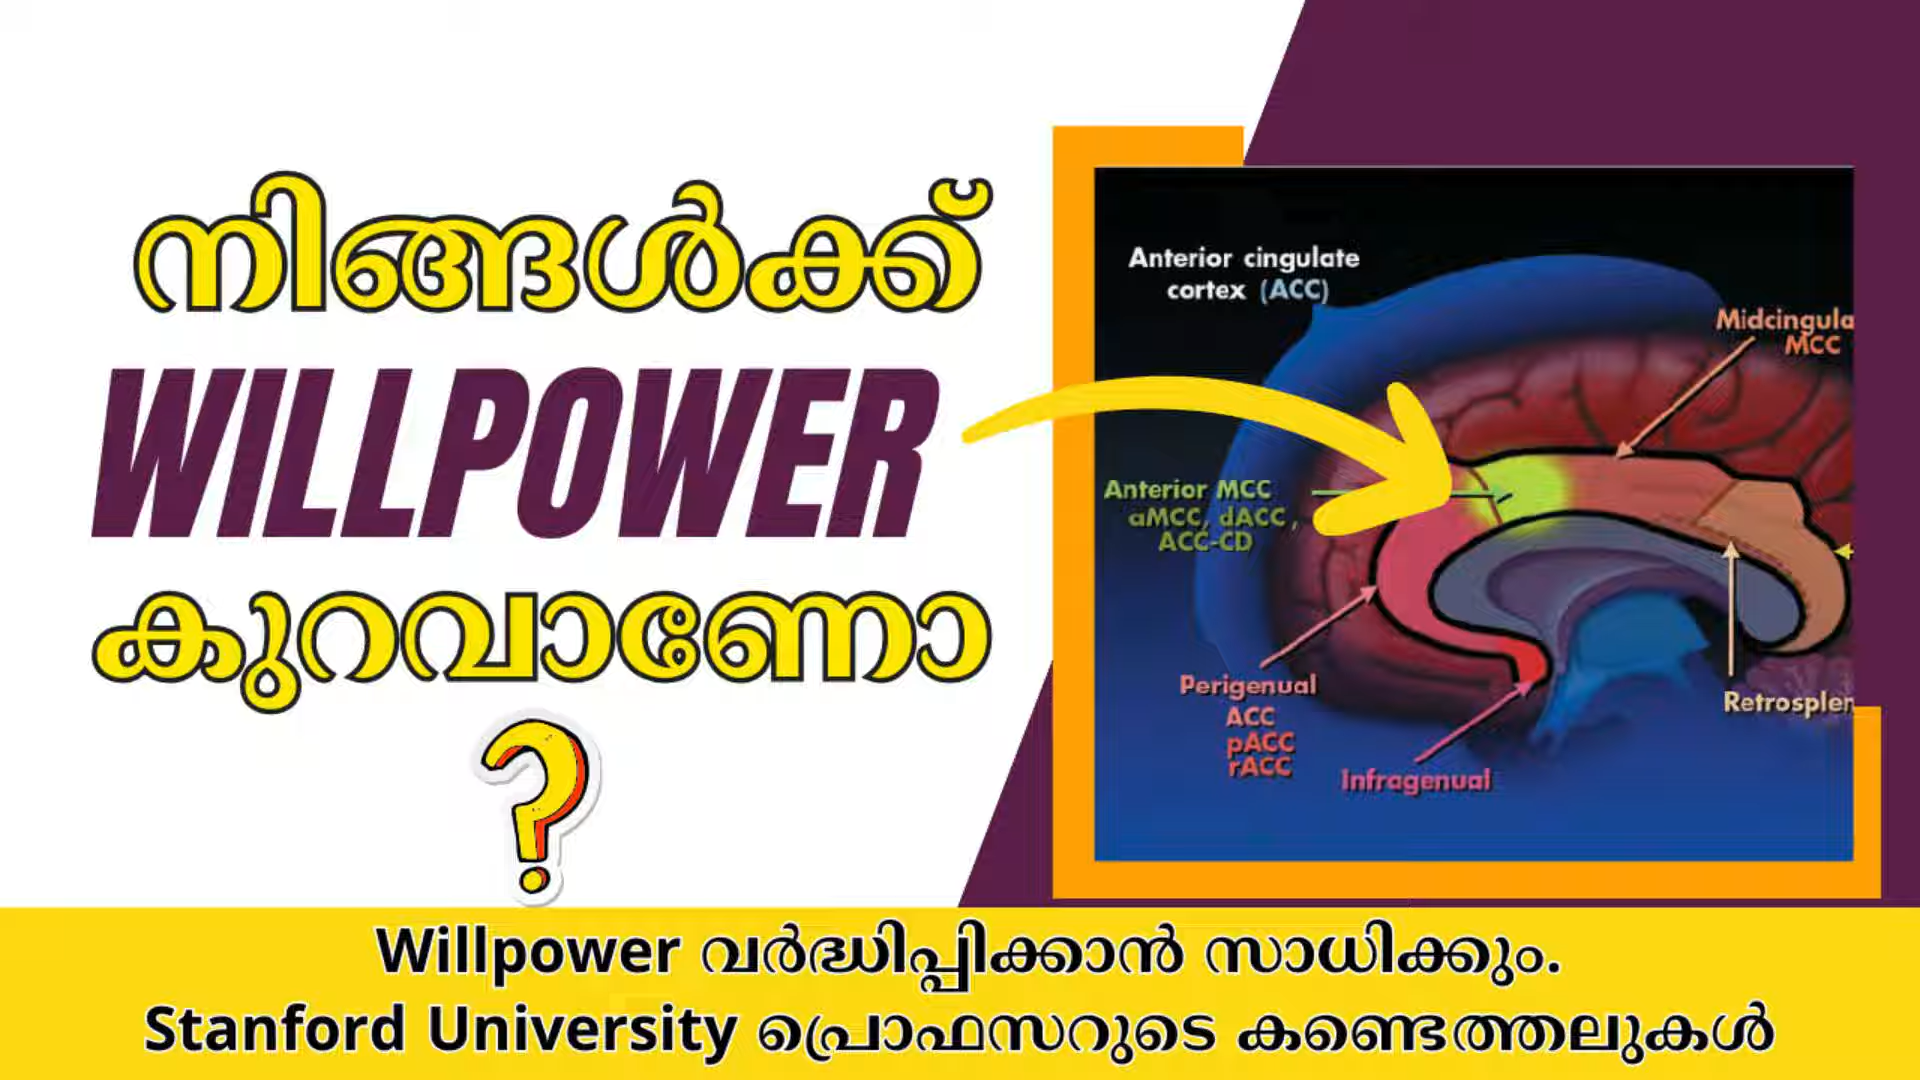 നിങ്ങൾക്ക്
WILLPOWER
കുറവാണോ
?
Anterior cingulate
cortex (ACC)
Midcingula
MCC
Anterior MCC
aMCC, dACC,
ACC-CD
Perigenual
ACC
pACC
rACC
Infragenual
Retrosplen
Willpower വർദ്ധിപ്പിക്കാൻ സാധിക്കും.
Stanford University പ്രൊഫസറുടെ കണ്ടെത്തലുകൾ